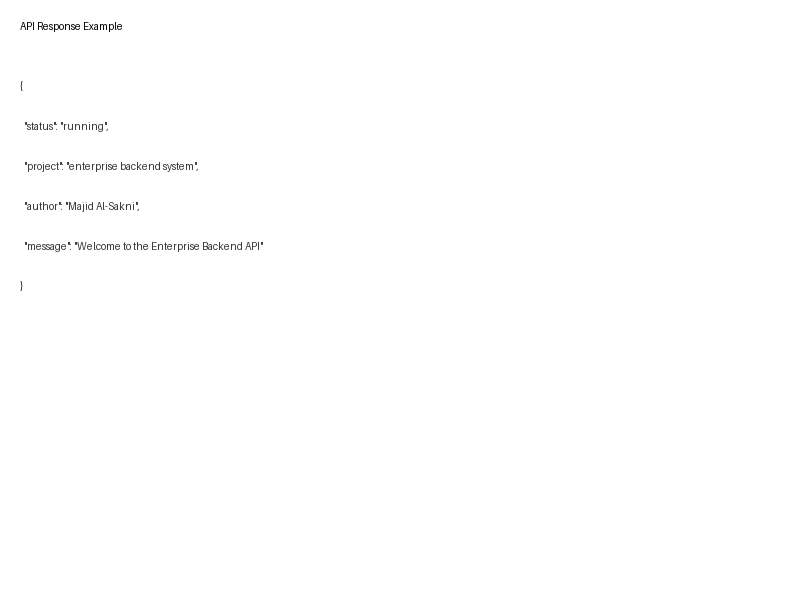 API Response Example
{
"status": "running",
"project": "enterprise backend system",
"author": "Majid Al-Sakni",
"message": "Welcome to the Enterprise Backend API"
}